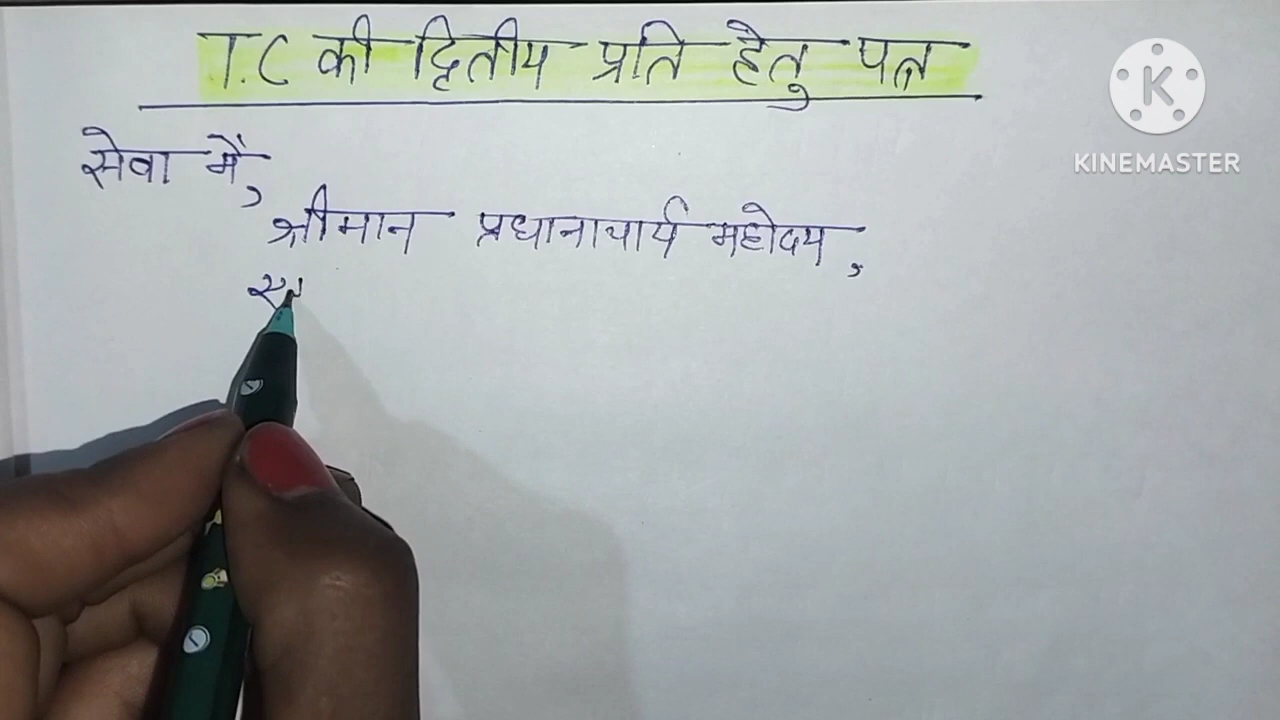 T.C की द्वितीय प्रति हेतु पत्र
सेवा में,
श्रीमान प्रधानाचार्य महोदय,
K
KINEMASTER